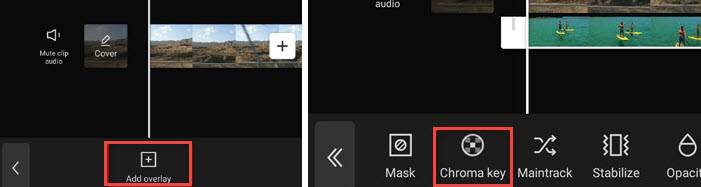 Mute clip
audio
Cover
Add overlay
audio
Mask
Chroma key
Maintrack
Stabilize
Opacit